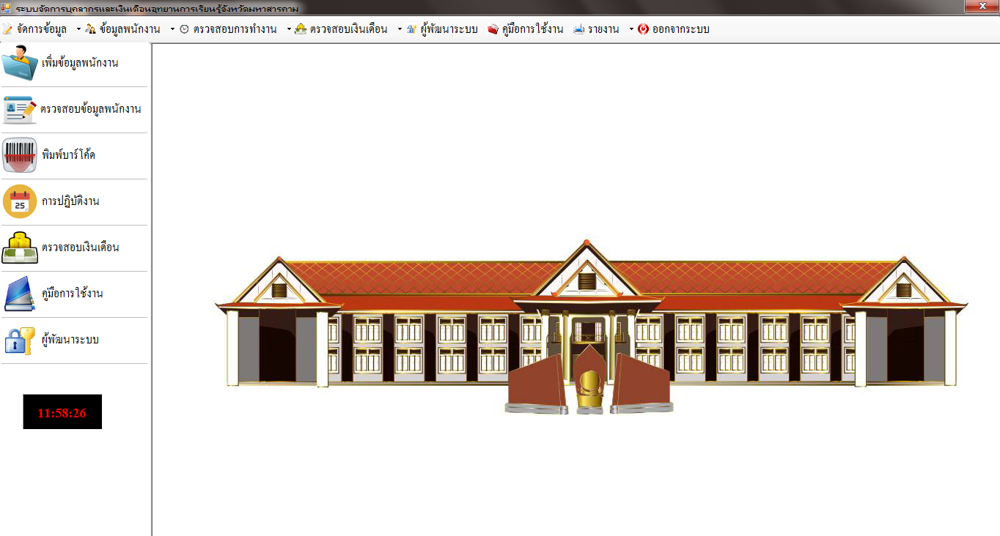 ระบบจัดการบุคลากรและเงินเดือนอุทยานการเรียนรู้จังหวัดมหาสารคาม
จัดการข้อมูล ข้อมูลพนักงาน ตรวจสอบการทำงาน ตรวจสอบเงินเดือน ผู้พัฒนาระบบ คู่มือการใช้งาน รายงาน ออกจากระบบ
เพิ่มข้อมูลพนักงาน
ตรวจสอบข้อมูลพนักงาน
พิมพ์บาร์โค้ด
25
การปฏิบัติงาน
ตรวจสอบเงินเดือน
คู่มือการใช้งาน
ผู้พัฒนาระบบ
11:58:26